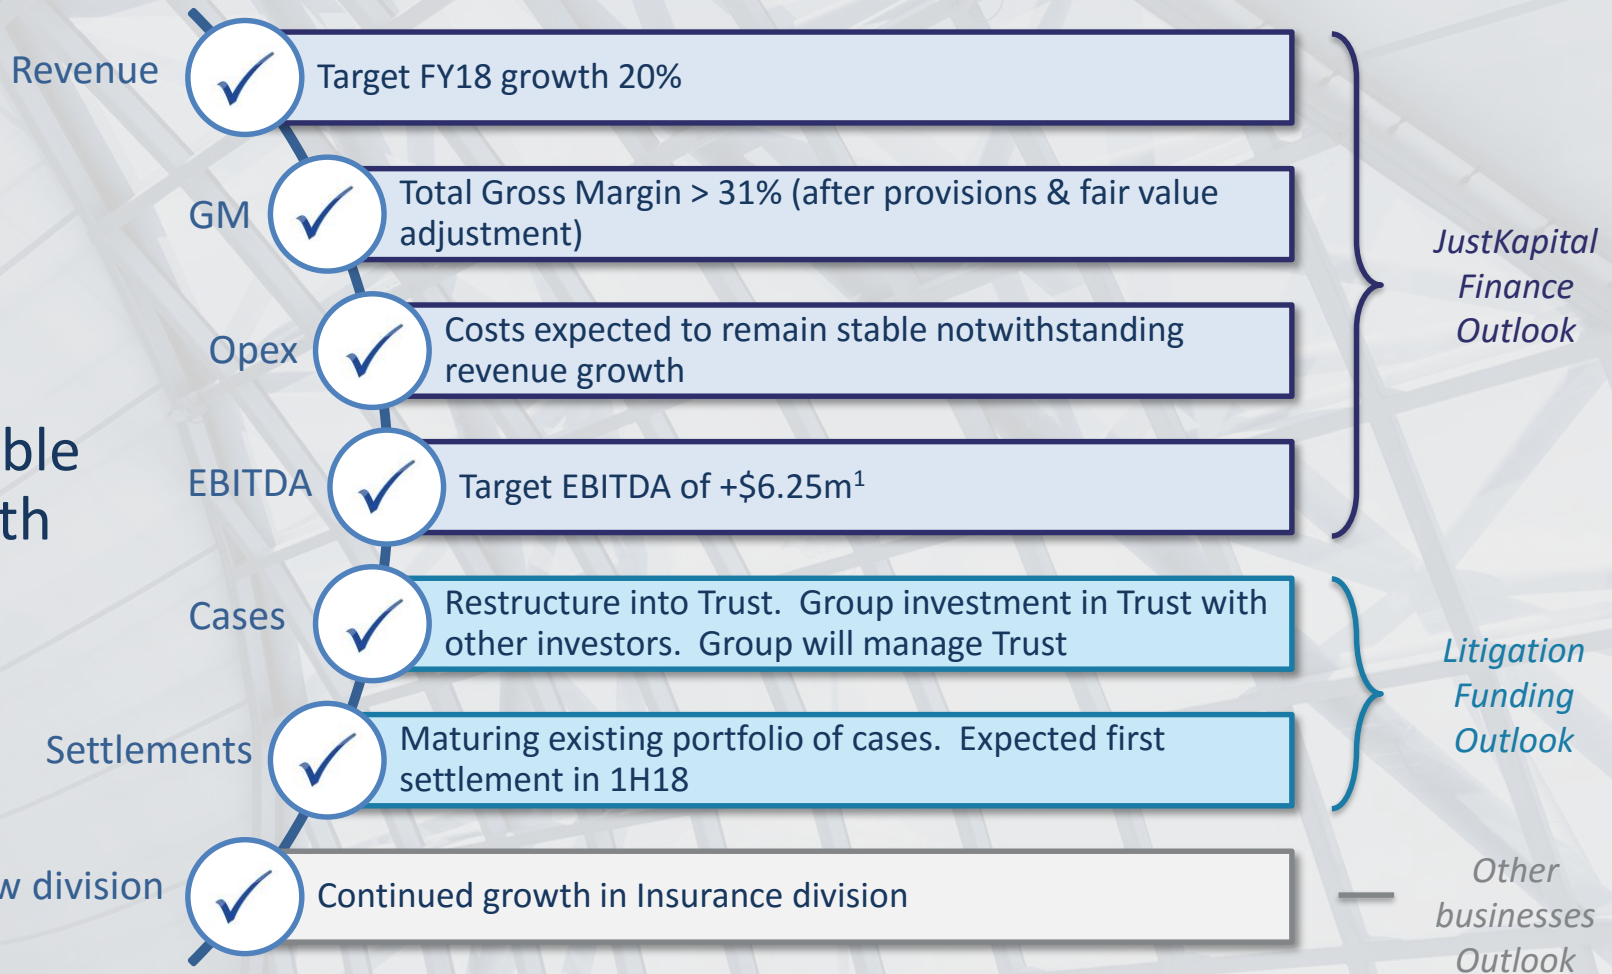 Revenue
Target FY18 growth 20%
GM
Total Gross Margin > 31% (after provisions & fair value
adjustment)
Opex
Costs expected to remain stable notwithstanding
revenue growth
EBITDA
Target EBITDA of +$6.25m¹
JustKapital
Finance
Outlook
Cases
Restructure into Trust.  Group investment in Trust with
other investors.  Group will manage Trust
Settlements
Maturing existing portfolio of cases.  Expected first
settlement in 1H18
Litigation
Funding
Outlook
division
Continued growth in Insurance division
Other
businesses
Outlook